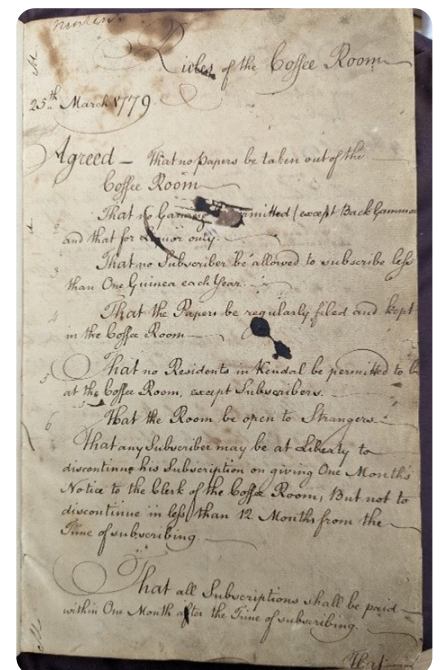 Rules of the Coffee Room
25th March 1779
Agreed — That no Papers be taken out of the
Coffee Room
That no Gaming permitted (except Back Gammon
and that for Liquor only.
3 That no Subscriber be allowed to subscribe less
than One Guinea each Year.
4 That the Papers be regularly filed and kept
in the Coffee Room
5 That no Residents in Kendal be permitted to be
at the Coffee Room, except Subscribers.
6 That the Room be open to Strangers.
That any Subscriber may be at Liberty to
discontinue his Subscription on giving One Month's
Notice to the Clerk of the Coffee Room, But not to
discontinue in less than 12 Months from the
Time of subscribing
That all Subscriptions shall be paid
within One Month after the Time of subscribing.
That